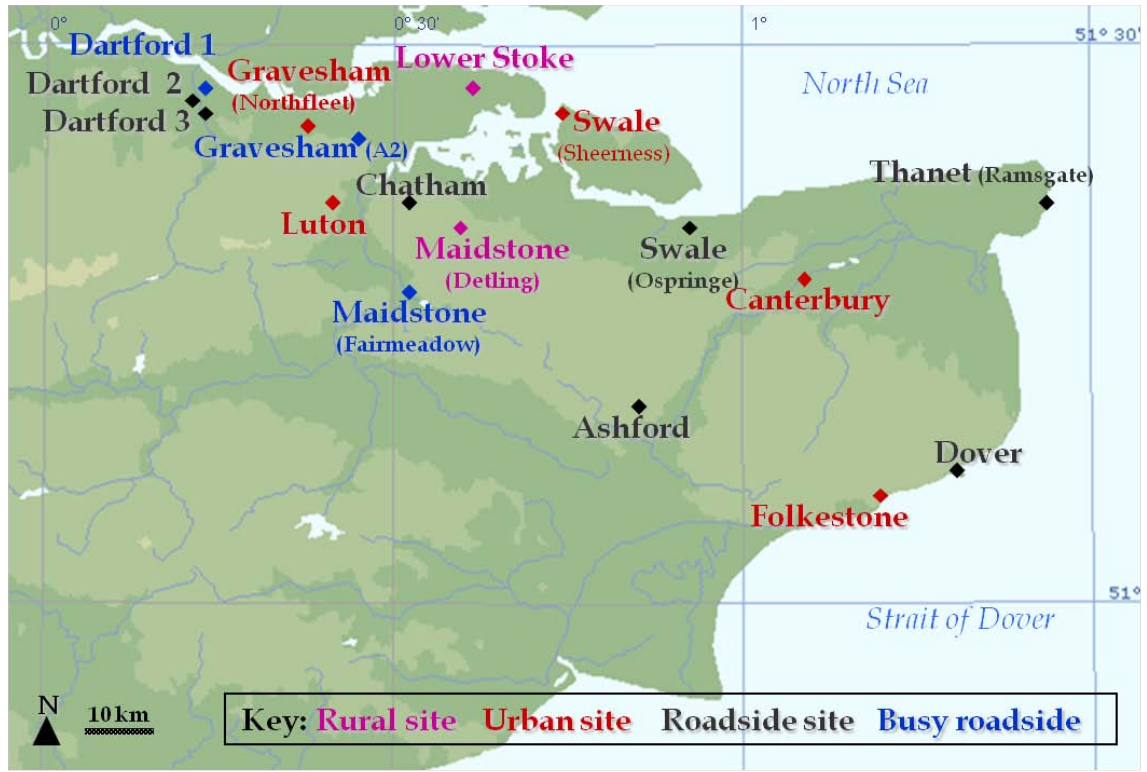 0°
0° 30'
1°
51° 30'
Dartford 1
Gravesham
(Northfleet)
Lower Stoke
North Sea
Dartford 2
Dartford 3
Swale
(Sheerness)
Gravesham (A2)
Chatham
Thanet (Ramsgate)
Luton
Maidstone
(Detling)
Swale
(Ospringe)
Canterbury
Maidstone
(Fairmeadow)
Ashford
Dover
Folkestone
51°
Strait of Dover
N
10 km
Key: Rural site Urban site Roadside site Busy roadside